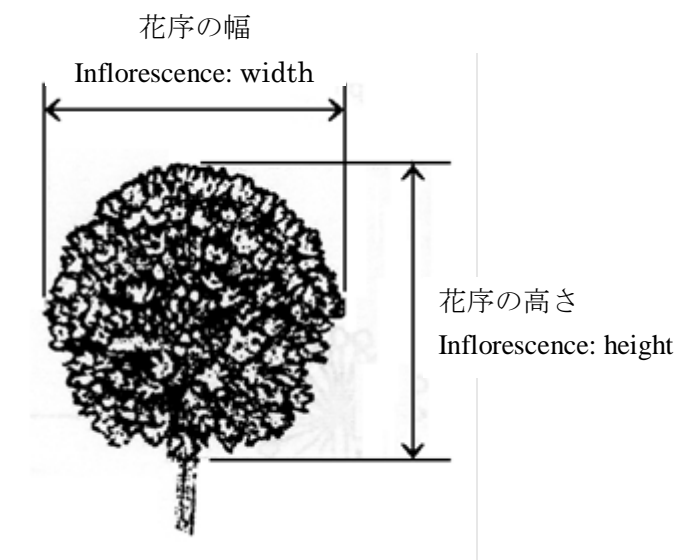 花序の幅
Inflorescence: width
花序の高さ
Inflorescence: height